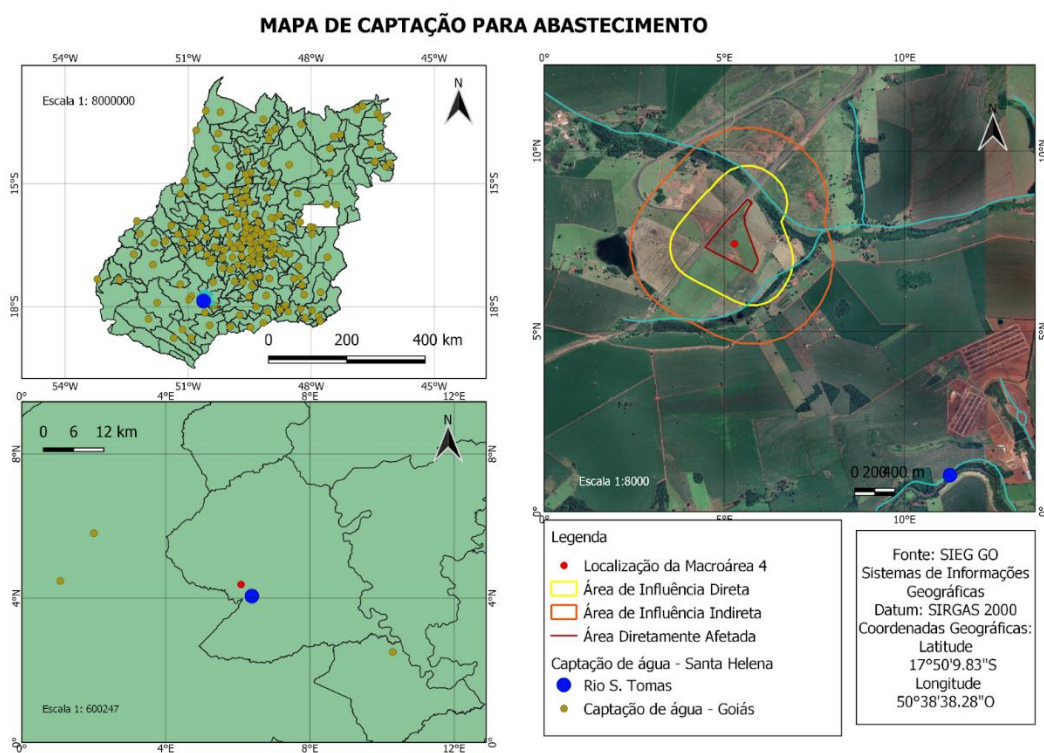 MAPA DE CAPTAÇÃO PARA ABASTECIMENTO
54°W 51°W 48°W 45°W
Escala 1: 8000000
N
15°S
15°S
18°S
18°S
0 200 400 km
54°W 51°W 48°W 45°W
4°E 8°E 12°E
0 6 12 km
N
8°N
8°N
4°N
4°N
Escala 1: 600247
0°
0°
4°E 8°E 12°E
0° 5°E 10°E
N
10°N
10°N
5°N
5°N
Escala 1:8000
0 200400 m
0°
0°
0° 5°E 10°E
Legenda
Localização da Macroárea 4
Área de Influência Direta
Área de Influência Indireta
Área Diretamente Afetada
Captação de água - Santa Helena
Rio S. Tomas
Captação de água - Goiás
Fonte: SIEG GO
Sistemas de Informações
Geográficas
Datum: SIRGAS 2000
Coordenadas Geográficas:
Latitude
17°50'9.83"S
Longitude
50°38'38.28"O